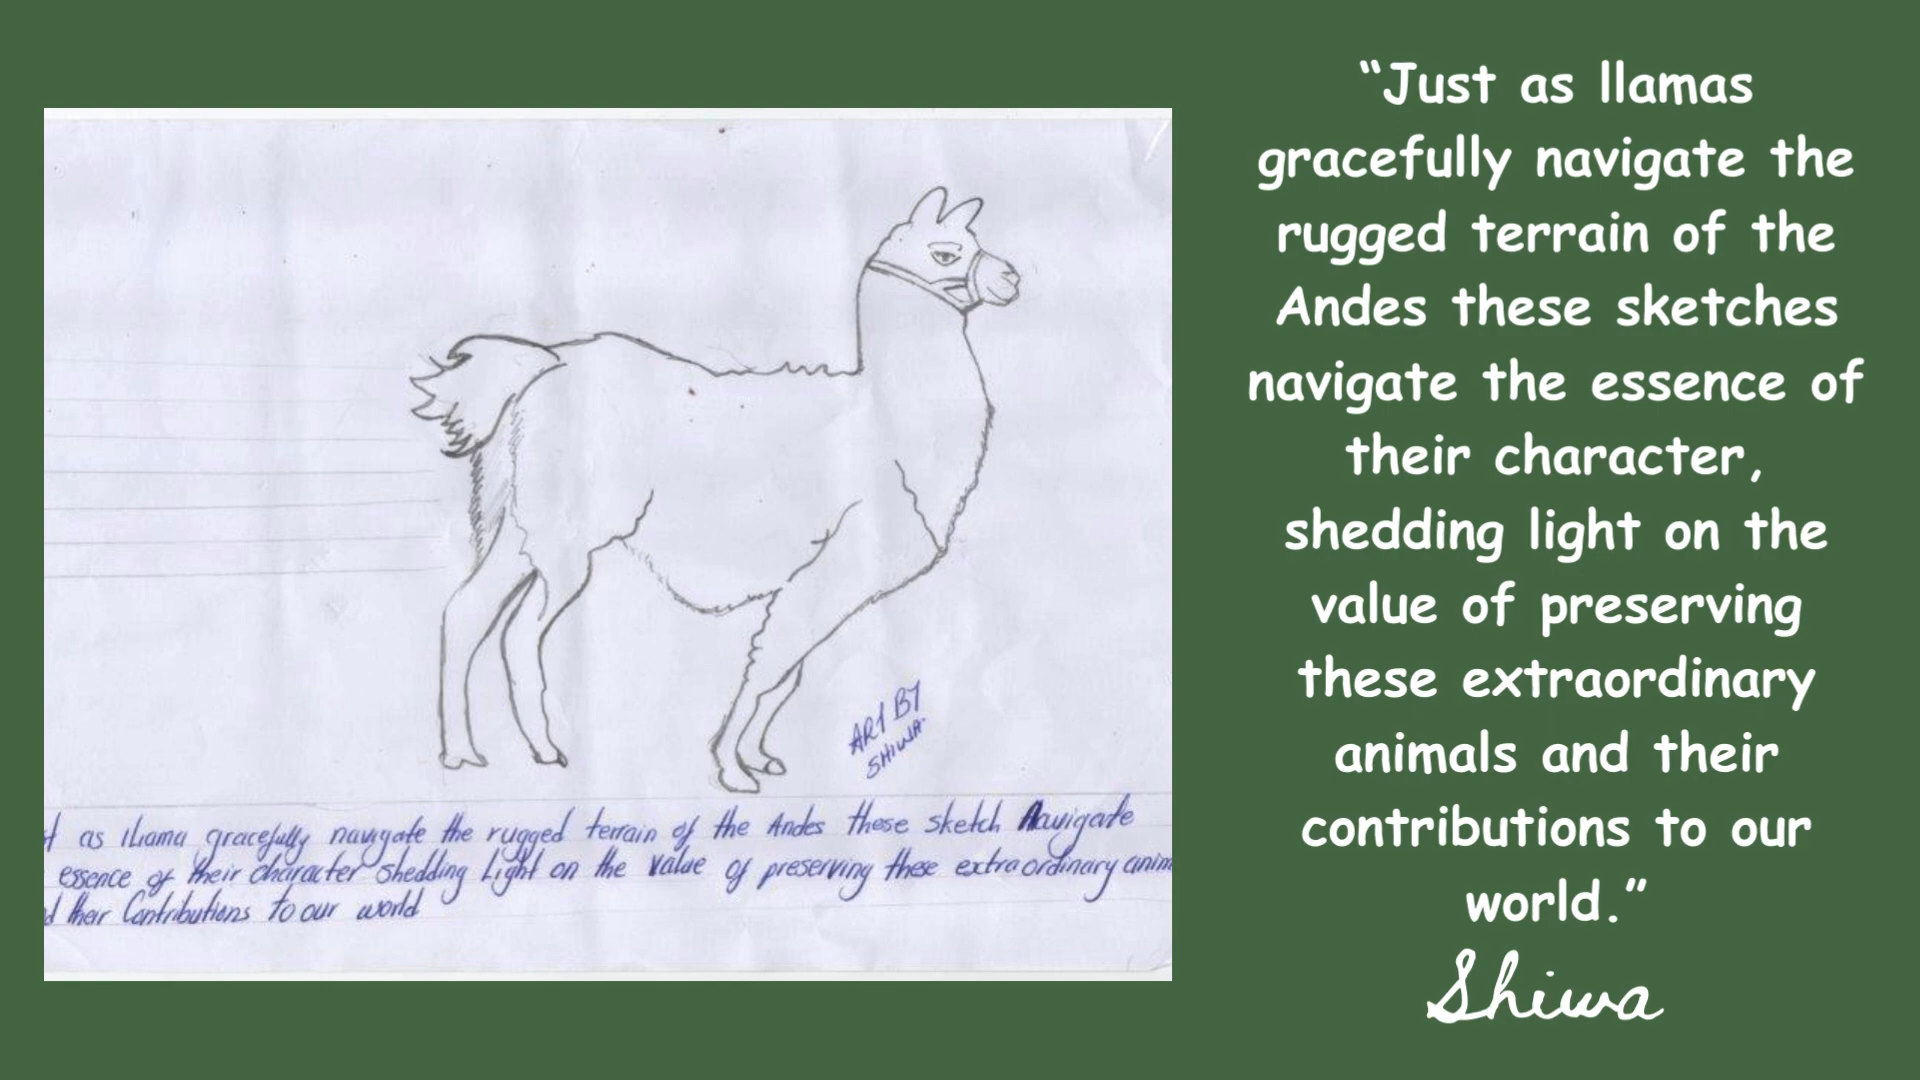 “Just as llamas
gracefully navigate the
rugged terrain of the
Andes these sketches
navigate the essence of
their character,
shedding light on the
value of preserving
these extraordinary
animals and their
contributions to our
world.”
Shiwa
ART BY
SHIWA.
as llama gracefully navigate the rugged terrain of the Andes these sketch Navigate
essence of their character shedding Light on the value of preserving these extraordinary anim
their Contributions to our world